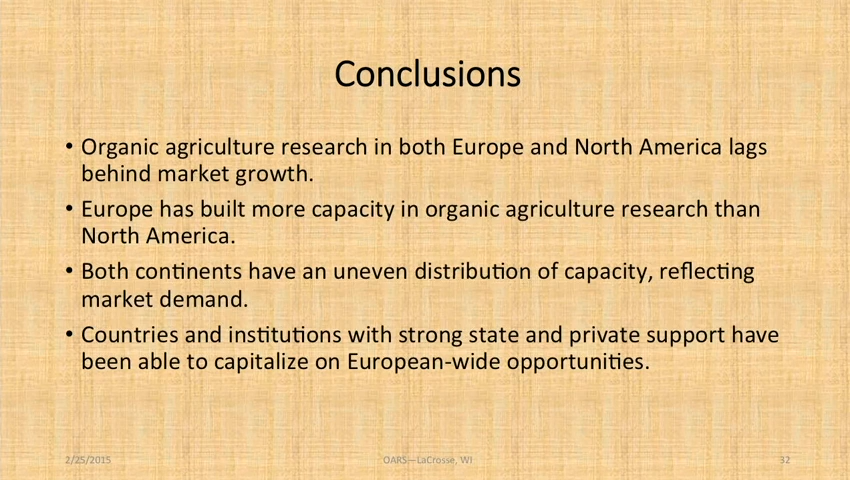 Conclusions
• Organic agriculture research in both Europe and North America lags
behind market growth.
• Europe has built more capacity in organic agriculture research than
North America.
• Both continents have an uneven distribution of capacity, reflecting
market demand.
• Countries and institutions with strong state and private support have
been able to capitalize on European-wide opportunities.
2/25/2015
OARS—LaCrosse, WI
32